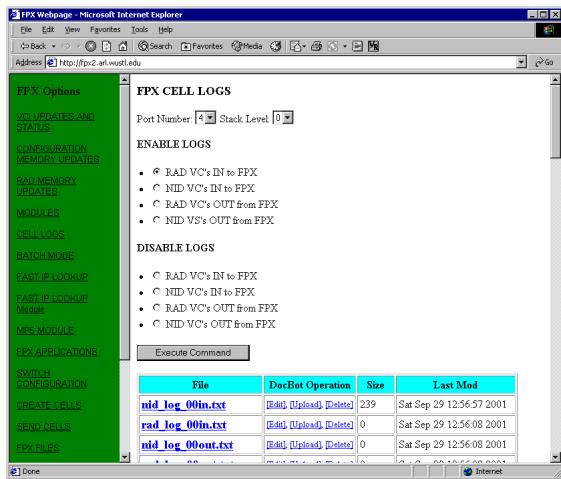 FPX Webpage - Microsoft Internet Explorer
File Edit View Favorites Tools Help
Back Search Favorites Media
Address http://fpx2.arl.wustl.edu Go
FPX Options
VCI UPDATES AND
STATUS
CONFIGURATION
MEMORY UPDATES
RAD MEMORY
UPDATES
MODULES
CELL LOGS
BATCH MODE
FAST IP LOOKUP
FAST IP LOOKUP
Module
MP5 MODULE
FPX APPLICATIONS
SWITCH
CONFIGURATION
CREATE CELLS
SEND CELLS
FPX FILES
FPX CELL LOGS
Port Number: 4 Stack Level: 0
ENABLE LOGS
RAD VC's IN to FPX
NID VC's IN to FPX
RAD VC's OUT from FPX
NID VS's OUT from FPX
DISABLE LOGS
RAD VC's IN to FPX
NID VC's IN to FPX
RAD VC's OUT from FPX
NID VC's OUT from FPX
Execute Command
File DocBot Operation Size Last Mod
nid_log_00in.txt [Edit], [Upload], [Delete] 239 Sat Sep 29 12:56:57 2001
rad_log_00in.txt [Edit], [Upload], [Delete] 0 Sat Sep 29 12:56:08 2001
nid_log_00out.txt [Edit], [Upload], [Delete] 0 Sat Sep 29 12:56:08 2001
Done Internet